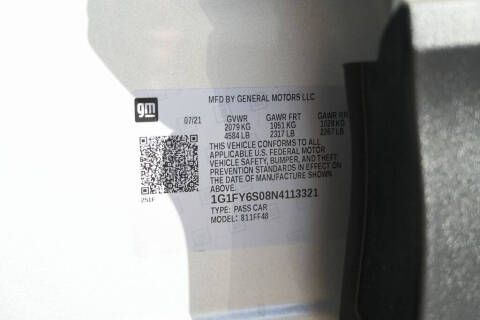 gm
MFD BY GENERAL MOTORS LLC
07/21 GVWR GAWR FRT GAWR RR
2079 KG 1051 KG 1028 KG
4584 LB 2317 LB 2267 LB
THIS VEHICLE CONFORMS TO ALL
APPLICABLE U.S. FEDERAL MOTOR
VEHICLE SAFETY, BUMPER, AND THEFT
PREVENTION STANDARDS IN EFFECT ON
THE DATE OF MANUFACTURE SHOWN
ABOVE.
1G1FY6S08N4113321
TYPE: PASS CAR
MODEL: 811FF48